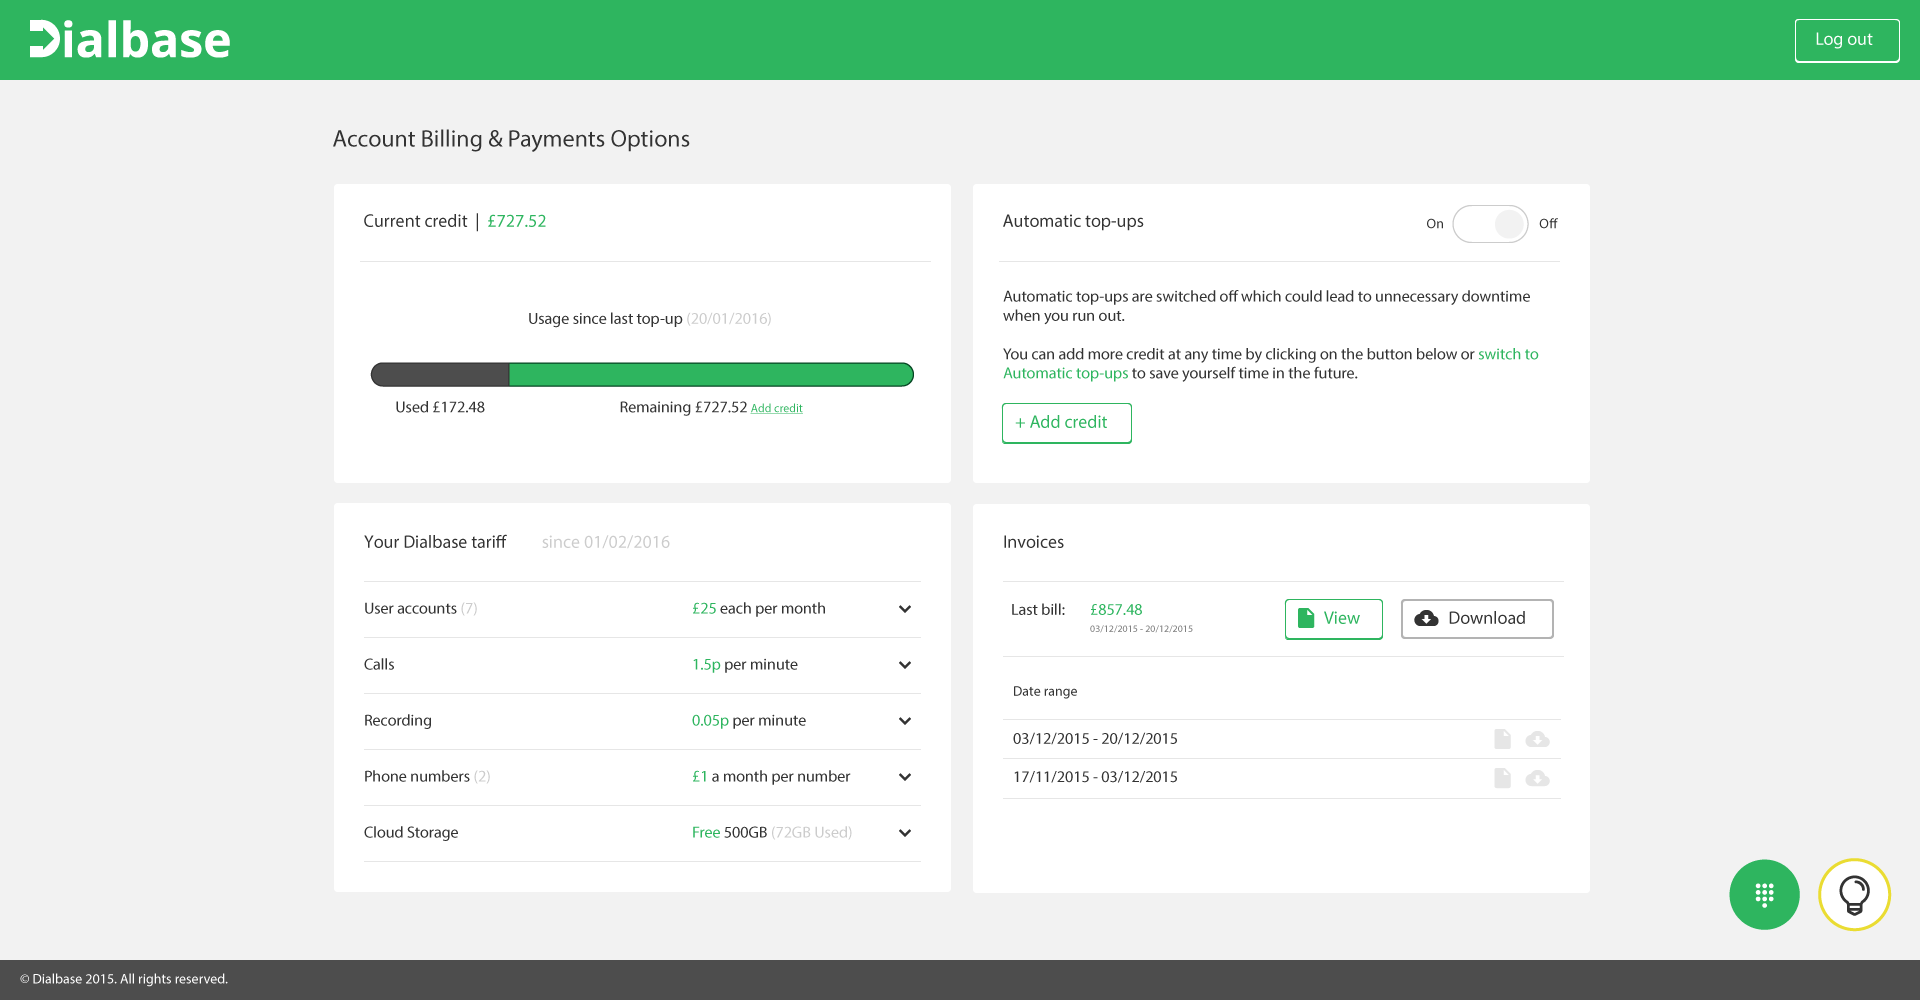 Dialbase
Log out
Account Billing & Payments Options
Current credit | £727.52
Usage since last top-up (20/01/2016)
Used £172.48
Remaining £727.52 Add credit
Automatic top-ups
On
Off
Automatic top-ups are switched off which could lead to unnecessary downtime
when you run out.
You can add more credit at any time by clicking on the button below or switch to
Automatic top-ups to save yourself time in the future.
+ Add credit
Your Dialbase tariff since 01/02/2016
User accounts (7) £25 each per month
Calls 1.5p per minute
Recording 0.05p per minute
Phone numbers (2) £1 a month per number
Cloud Storage Free 500GB (72GB Used)
Invoices
Last bill: £857.48
03/12/2015 - 20/12/2015
View
Download
Date range
03/12/2015 - 20/12/2015
17/11/2015 - 03/12/2015
© Dialbase 2015. All rights reserved.